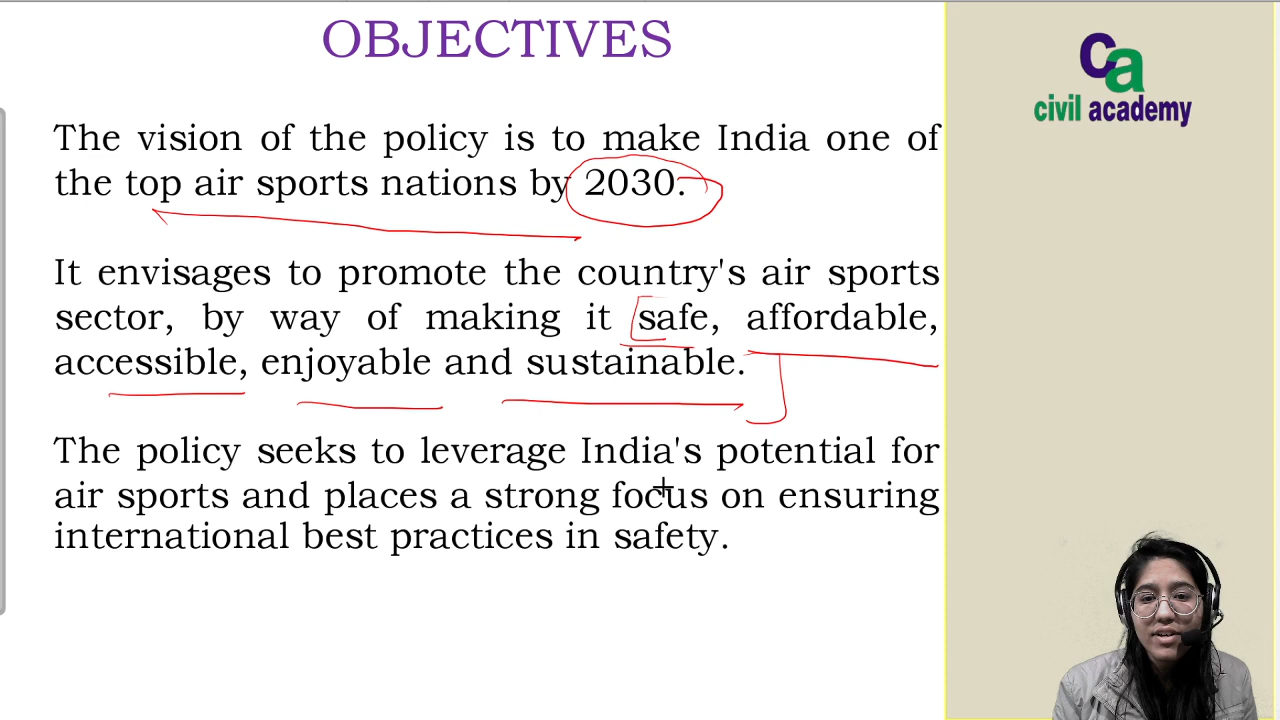 OBJECTIVES
The vision of the policy is to make India one of
the top air sports nations by 2030.
It envisages to promote the country's air sports
sector, by way of making it safe, affordable,
accessible, enjoyable and sustainable.
The policy seeks to leverage India's potential for
air sports and places a strong focus on ensuring
international best practices in safety.
ca
civil academy